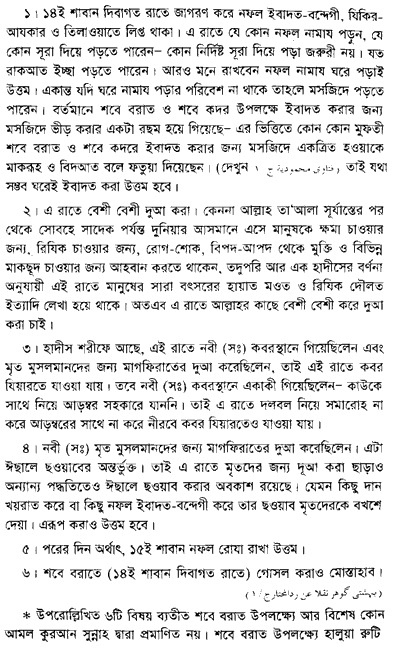 ১। ১৪ই শাবান দিবাগত রাতে জাগরণ করে নফল ইবাদত-বন্দেগী, যিকির-
আযকার ও তিলাওয়াতে লিপ্ত থাকা। এ রাতে যে কোন নফল নামায পড়ুন, যে
কোন সূরা দিয়ে পড়তে পারেন– কোন নির্দিষ্ট সূরা দিয়ে পড়া জরুরী নয়। যত
রাকআত ইচ্ছা পড়তে পারেন। আরও মনে রাখবেন নফল নামায ঘরে পড়াই
উত্তম। একান্ত যদি ঘরে নামায পড়ার পরিবেশ না থাকে তাহলে মসজিদে পড়তে
পারেন। বর্তমানে শবে বরাত ও শবে কদর উপলক্ষে ইবাদত করার জন্য
মসজিদে ভীড় করার একটা রছম হয়ে গিয়েছে– এর ভিত্তিতে কোন কোন মুফতী
শবে বরাত ও শবে কদরে ইবাদত করার জন্য মসজিদে একত্রিত হওয়াকে
মাকরূহ ও বিদআত বলে ফতুয়া দিয়েছেন। (দেখুন فتاوى محمودية ج ١) তাই যথা
সম্ভব ঘরেই ইবাদত করা উত্তম হবে।
২। এ রাতে বেশী বেশী দুআ করা। কেননা আল্লাহ তা'আলা সূর্যাস্তের পর
থেকে সোবহে সাদেক পর্যন্ত দুনিয়ার আসমানে এসে মানুষকে ক্ষমা চাওয়ার
জন্য, রিযিক চাওয়ার জন্য, রোগ-শোক, বিপদ-আপদ থেকে মুক্তি ও বিভিন্ন
মাকছূদ চাওয়ার জন্য আহবান করতে থাকেন, তদুপরি আর এক হাদীসের বর্ণনা
অনুযায়ী এই রাতে মানুষের সারা বৎসরের হায়াত মওত ও রিযিক দৌলত
ইত্যাদি লেখা হয়ে থাকে। অতএব এ রাতে আল্লাহর কাছে বেশী বেশী করে দুআ
করা চাই।
৩। হাদীস শরীফে আছে, এই রাতে নবী (সঃ) কবরস্থানে গিয়েছিলেন এবং
মৃত মুসলমানদের জন্য মাগফিরাতের দুআ করেছিলেন, তাই এই রাতে কবর
যিয়ারতে যাওয়া যায়। তবে নবী (সঃ) কবরস্থানে একাকী গিয়েছিলেন– কাউকে
সাথে নিয়ে আড়ম্বর সহকারে যাননি। তাই এ রাতে দলবল নিয়ে সমারোহ না
করে আড়ম্বরের সাথে না করে নীরবে কবর যিয়ারতেও যাওয়া যায়।
৪। নবী (সঃ) মৃত মুসলমানদের জন্য মাগফিরাতের দুআ করেছিলেন। এটা
ঈছালে ছওয়াবের অন্তর্ভুক্ত। তাই এ রাতে মৃতদের জন্য দুআ করা ছাড়াও
অন্যান্য পদ্ধতিতেও ঈছালে ছওয়াব করার অবকাশ রয়েছে। যেমন কিছু দান
খয়রাত করে বা কিছু নফল ইবাদত-বন্দেগী করে তার ছওয়াব মৃতদেরকে বখশে
দেয়া। এরূপ করাও উত্তম হবে।
৫। পরের দিন অর্থাৎ, ১৫ই শাবান নফল রোযা রাখা উত্তম।
৬। শবে বরাতে (১৪ই শাবান দিবাগত রাতে) গোসল করাও মোস্তাহাব।
(بهشتى گوهر نقلا عن ردالمحتار ج/١)
* উপরোল্লিখিত ৬টি বিষয় ব্যতীত শবে বরাত উপলক্ষে আর বিশেষ কোন
আমল কুরআন সুন্নাহ দ্বারা প্রমাণিত নয়। শবে বরাত উপলক্ষে হালুয়া রুটি